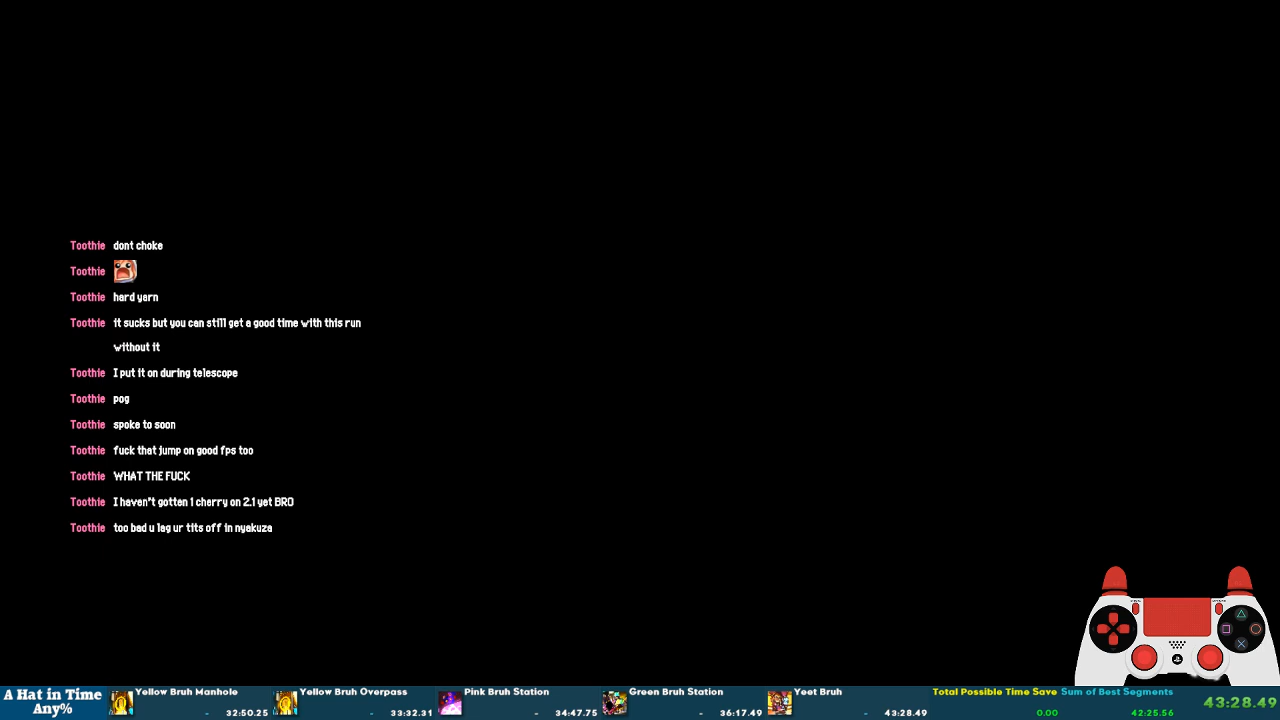 Toothie dont choke
Toothie
Toothie hard yarn
Toothie it sucks but you can still get a good time with this run
without it
Toothie I put it on during telescope
Toothie pog
Toothie spoke to soon
Toothie fuck that jump on good fps too
Toothie WHAT THE FUCK
Toothie I haven't gotten 1 cherry on 2.1 yet BRO
Toothie too bad u lag ur tits off in nyakuza
A Hat in Time
Any%
Yellow Bruh Manhole
- 32:50.25
Yellow Bruh Overpass
- 33:32.31
Pink Bruh Station
- 34:47.75
Green Bruh Station
- 36:17.49
Yeet Bruh
- 43:28.49
Total Possible Time Save
0.00
Sum of Best Segments
42:25.56
43:28.49